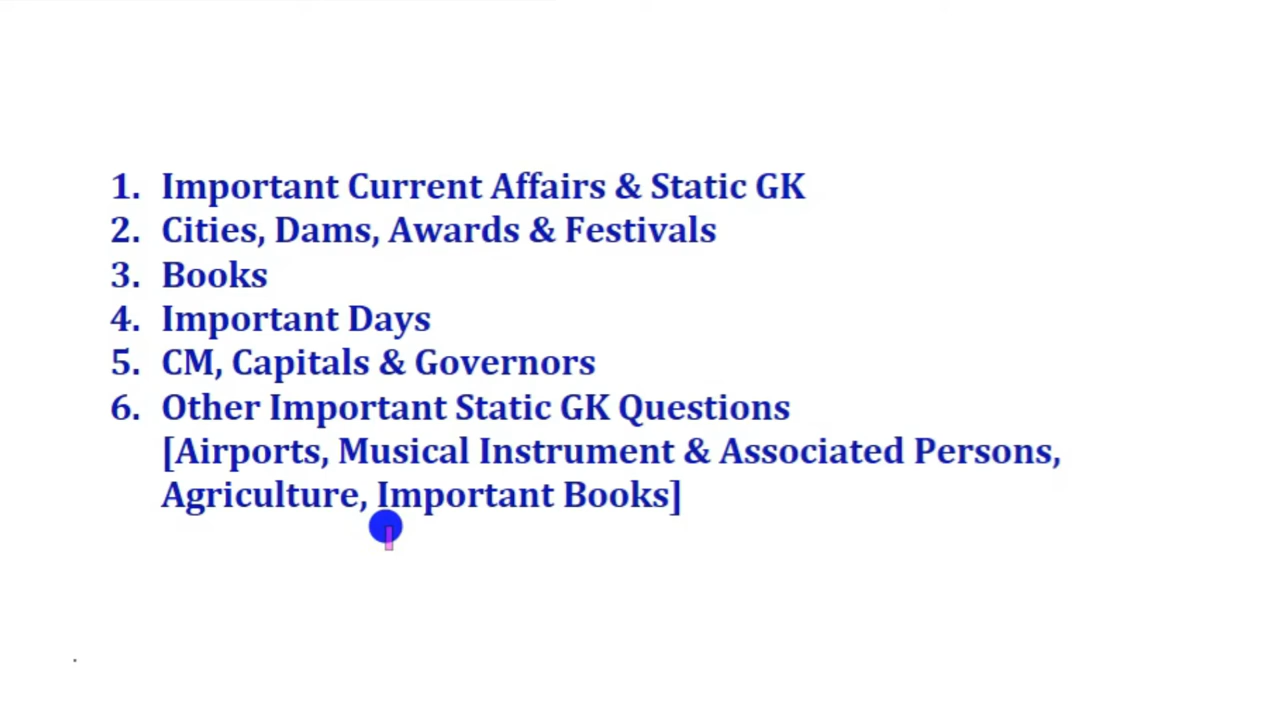 1. Important Current Affairs & Static GK
2. Cities, Dams, Awards & Festivals
3. Books
4. Important Days
5. CM, Capitals & Governors
6. Other Important Static GK Questions
[Airports, Musical Instrument & Associated Persons,
Agriculture, Important Books]